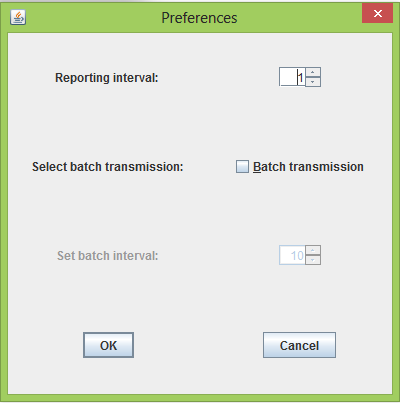 Preferences
Reporting interval: 1
Select batch transmission: Batch transmission
Set batch interval: 10
OK Cancel